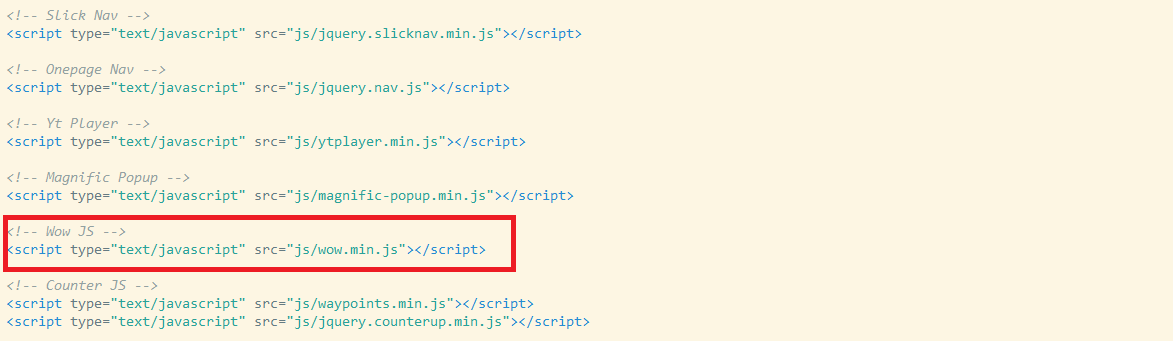 <!-- Slick Nav -->
<script type="text/javascript" src="js/jquery.slicknav.min.js"></script>
<!-- Onepage Nav -->
<script type="text/javascript" src="js/jquery.nav.js"></script>
<!-- Yt Player -->
<script type="text/javascript" src="js/ytplayer.min.js"></script>
<!-- Magnific Popup -->
<script type="text/javascript" src="js/magnific-popup.min.js"></script>
<!-- Wow JS -->
<script type="text/javascript" src="js/wow.min.js"></script>
<!-- Counter JS -->
<script type="text/javascript" src="js/waypoints.min.js"></script>
<script type="text/javascript" src="js/jquery.counterup.min.js"></script>